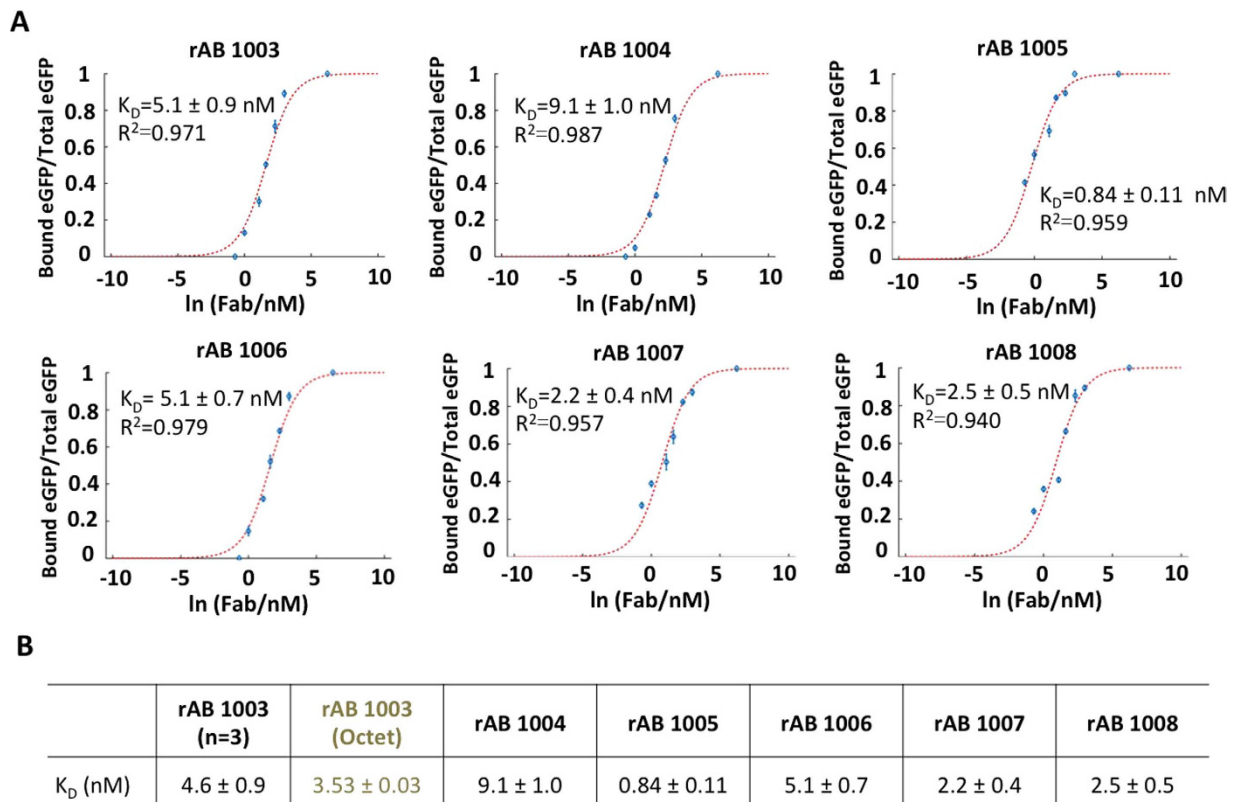 A
rAB 1003
Bound eGFP/Total eGFP
1
0.8
0.6
0.4
0.2
0
K_D=5.1 ± 0.9 nM
R²=0.971
-10 -5 0 5 10
ln (Fab/nM)
rAB 1004
Bound eGFP/Total eGFP
1
0.8
0.6
0.4
0.2
0
K_D=9.1 ± 1.0 nM
R²=0.987
-10 -5 0 5 10
ln (Fab/nM)
rAB 1005
Bound eGFP/Total eGFP
1
0.8
0.6
0.4
0.2
0
K_D=0.84 ± 0.11 nM
R²=0.959
-10 -5 0 5 10
ln (Fab/nM)
rAB 1006
Bound eGFP/Total eGFP
1
0.8
0.6
0.4
0.2
0
K_D= 5.1 ± 0.7 nM
R²=0.979
-10 -5 0 5 10
ln (Fab/nM)
rAB 1007
Bound eGFP/Total eGFP
1
0.8
0.6
0.4
0.2
0
K_D=2.2 ± 0.4 nM
R²=0.957
-10 -5 0 5 10
ln (Fab/nM)
rAB 1008
Bound eGFP/Total eGFP
1
0.8
0.6
0.4
0.2
0
K_D=2.5 ± 0.5 nM
R²=0.940
-10 -5 0 5 10
ln (Fab/nM)
B
rAB 1003 (n=3) rAB 1003 (Octet) rAB 1004 rAB 1005 rAB 1006 rAB 1007 rAB 1008
K_D (nM) 4.6 ± 0.9 3.53 ± 0.03 9.1 ± 1.0 0.84 ± 0.11 5.1 ± 0.7 2.2 ± 0.4 2.5 ± 0.5